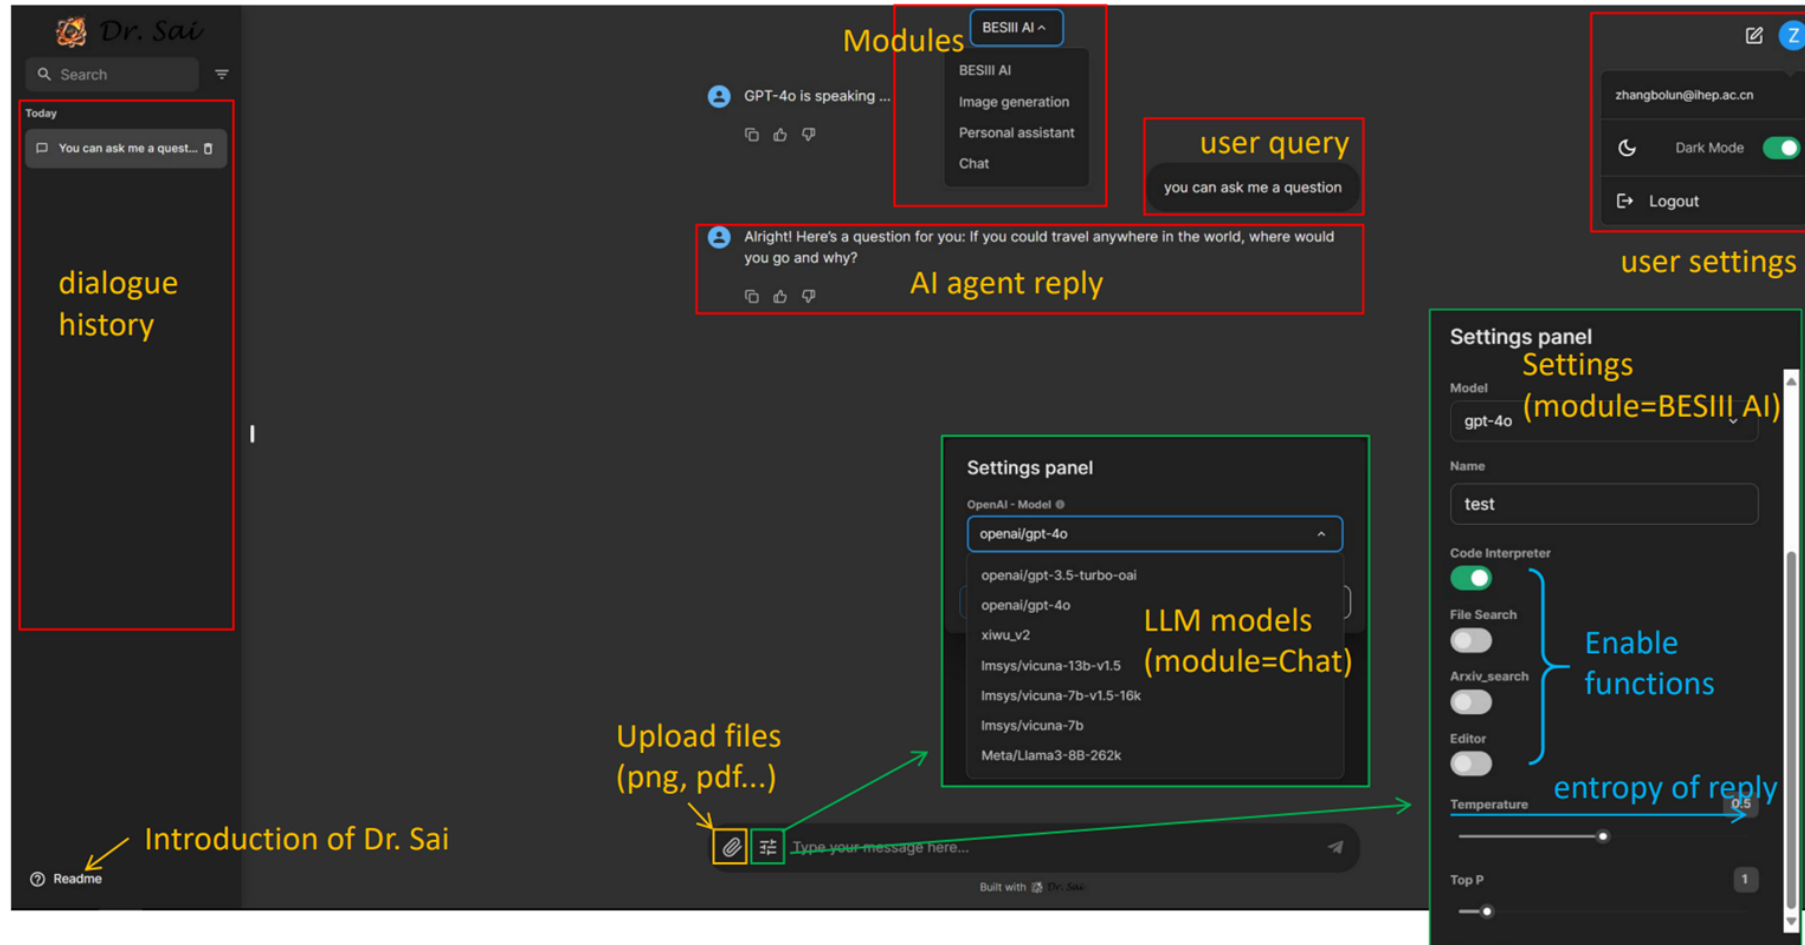 Dr. Sai
Search
Today
You can ask me a quest...
dialogue
history
Introduction of Dr. Sai
Readme
Modules
BESIII AI
BESIII AI
Image generation
Personal assistant
Chat
GPT-4o is speaking ...
user query
you can ask me a question
Alright! Here's a question for you: If you could travel anywhere in the world, where would
you go and why?
AI agent reply
Z
zhangbolun@ihep.ac.cn
Dark Mode
Logout
user settings
Settings panel
OpenAI - Model
openai/gpt-4o
openai/gpt-3.5-turbo-oai
openai/gpt-4o
xiwu_v2
lmsys/vicuna-13b-v1.5
lmsys/vicuna-7b-v1.5-16k
lmsys/vicuna-7b
Meta/Llama3-8B-262k
LLM models
(module=Chat)
Upload files
(png, pdf...)
Type your message here...
Built with Dr. Sai
Settings panel
Settings
(module=BESIII AI)
Model
gpt-4o
Name
test
Code Interpreter
File Search
Arxiv_search
Editor
Enable
functions
entropy of reply
Temperature
0.5
Top P
1